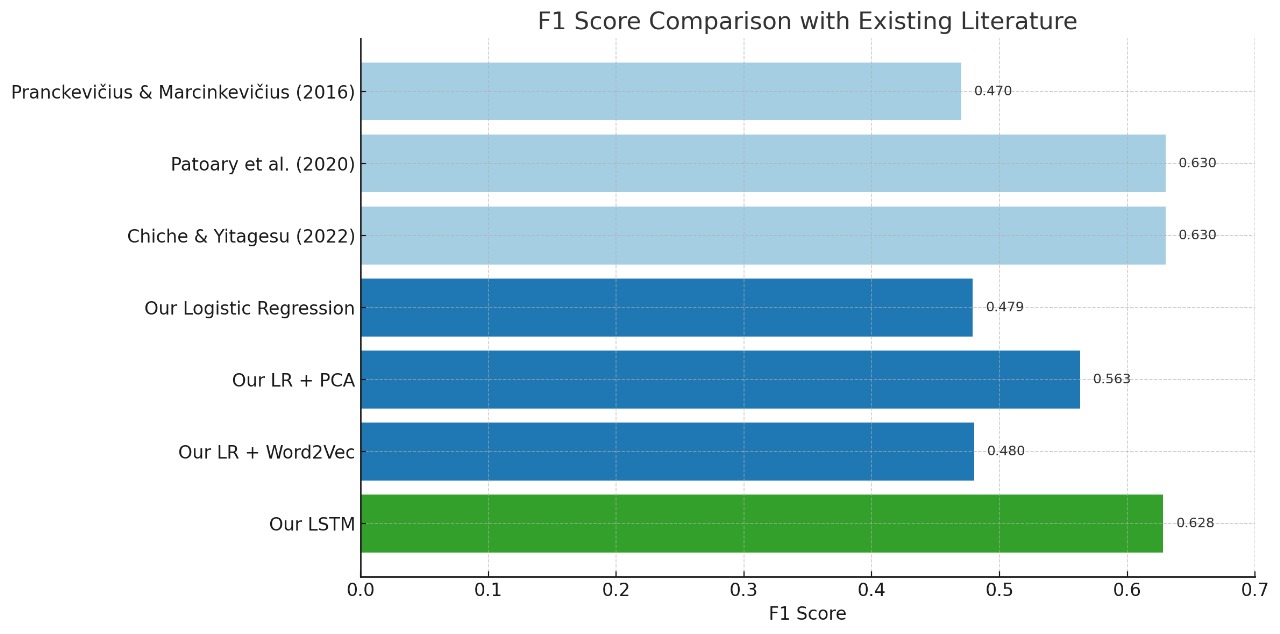 F1 Score Comparison with Existing Literature
Pranckevičius & Marcinkevičius (2016)
0.470
Patoary et al. (2020)
0.630
Chiche & Yitagesu (2022)
0.630
Our Logistic Regression
0.479
Our LR + PCA
0.563
Our LR + Word2Vec
0.480
Our LSTM
0.628
0.0 0.1 0.2 0.3 0.4 0.5 0.6 0.7
F1 Score